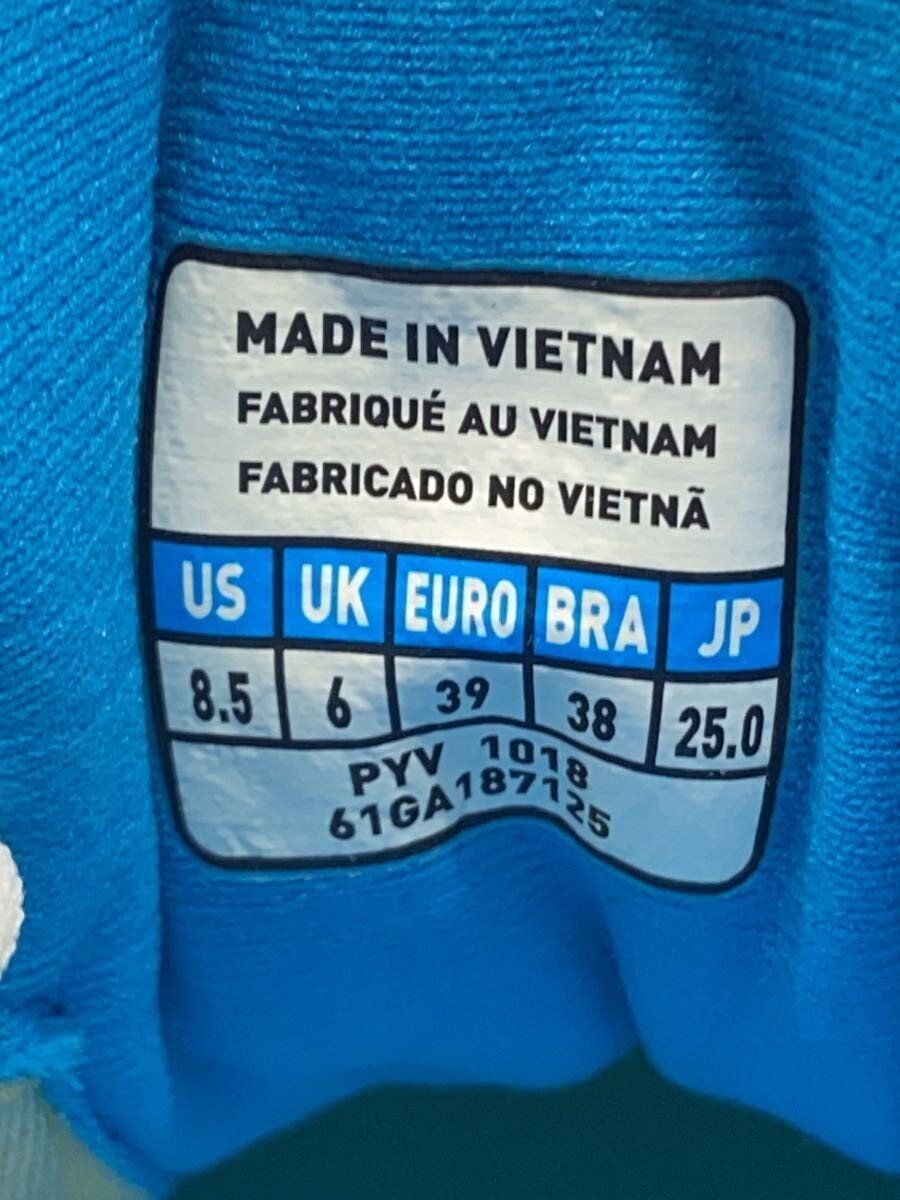 MADE IN VIETNAM
FABRIQUÉ AU VIETNAM
FABRICADO NO VIETNÃ
US UK EURO BRA JP
8.5 6 39 38 25.0
PYV 1018
61GA187125